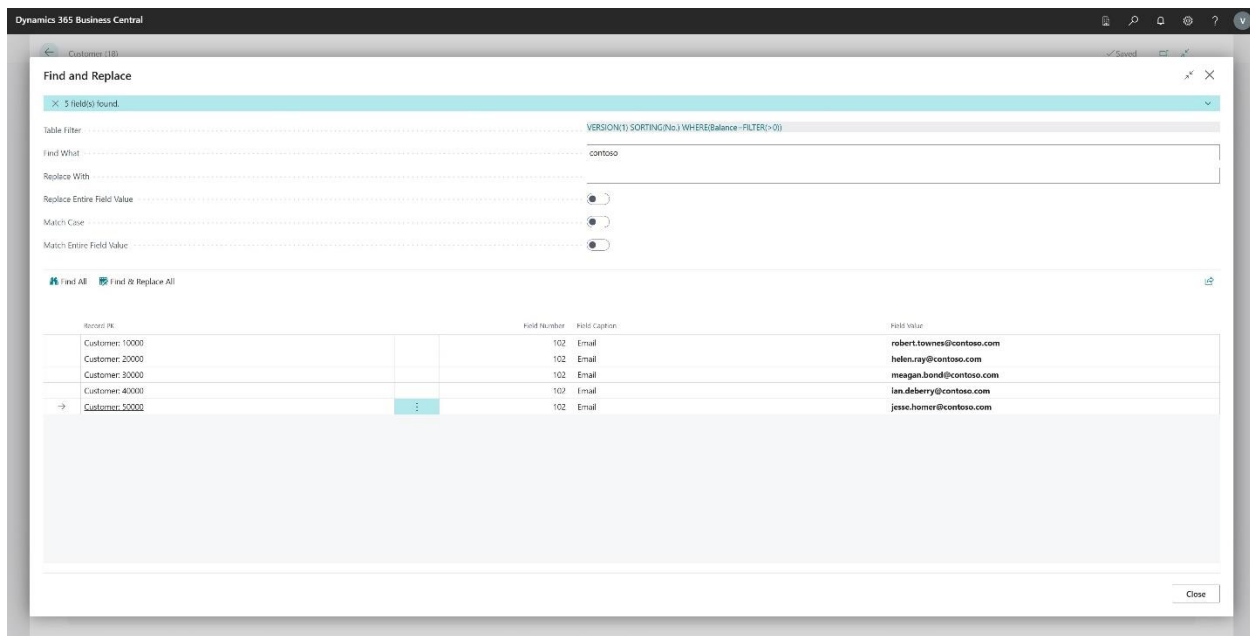 Dynamics 365 Business Central
?
V
Customer (18)
Saved
Find and Replace
5 field(s) found.
Table Filter
VERSION(1) SORTING(No.) WHERE(Balance=FILTER(>0))
Find What
contoso
Replace With
Replace Entire Field Value
Match Case
Match Entire Field Value
Find All Find & Replace All
Record PK Field Number Field Caption Field Value
Customer: 10000 102 Email robert.townes@contoso.com
Customer: 20000 102 Email helen.ray@contoso.com
Customer: 30000 102 Email meagan.bond@contoso.com
Customer: 40000 102 Email ian.deberry@contoso.com
Customer: 50000 102 Email jesse.homer@contoso.com
Close